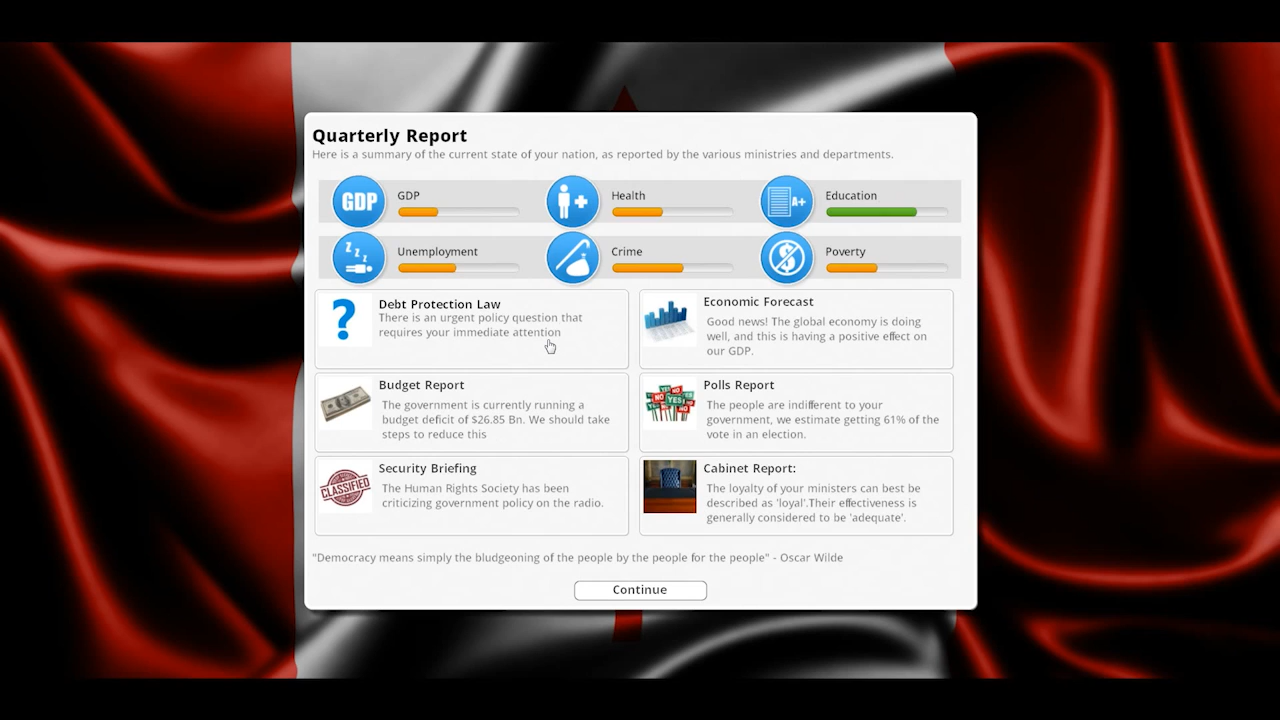 Quarterly Report
Here is a summary of the current state of your nation, as reported by the various ministries and departments.
GDP
GDP
Health
A+
Education
Z Z Z
Unemployment
Crime
$
Poverty
?
Debt Protection Law
There is an urgent policy question that
requires your immediate attention
Economic Forecast
Good news! The global economy is doing
well, and this is having a positive effect on
our GDP.
Budget Report
The government is currently running a
budget deficit of $26.85 Bn. We should take
steps to reduce this
YES NO YES NO
Polls Report
The people are indifferent to your
government, we estimate getting 61% of the
vote in an election.
CLASSIFIED
Security Briefing
The Human Rights Society has been
criticizing government policy on the radio.
Cabinet Report:
The loyalty of your ministers can best be
described as 'loyal'.Their effectiveness is
generally considered to be 'adequate'.
"Democracy means simply the bludgeoning of the people by the people for the people" - Oscar Wilde
Continue